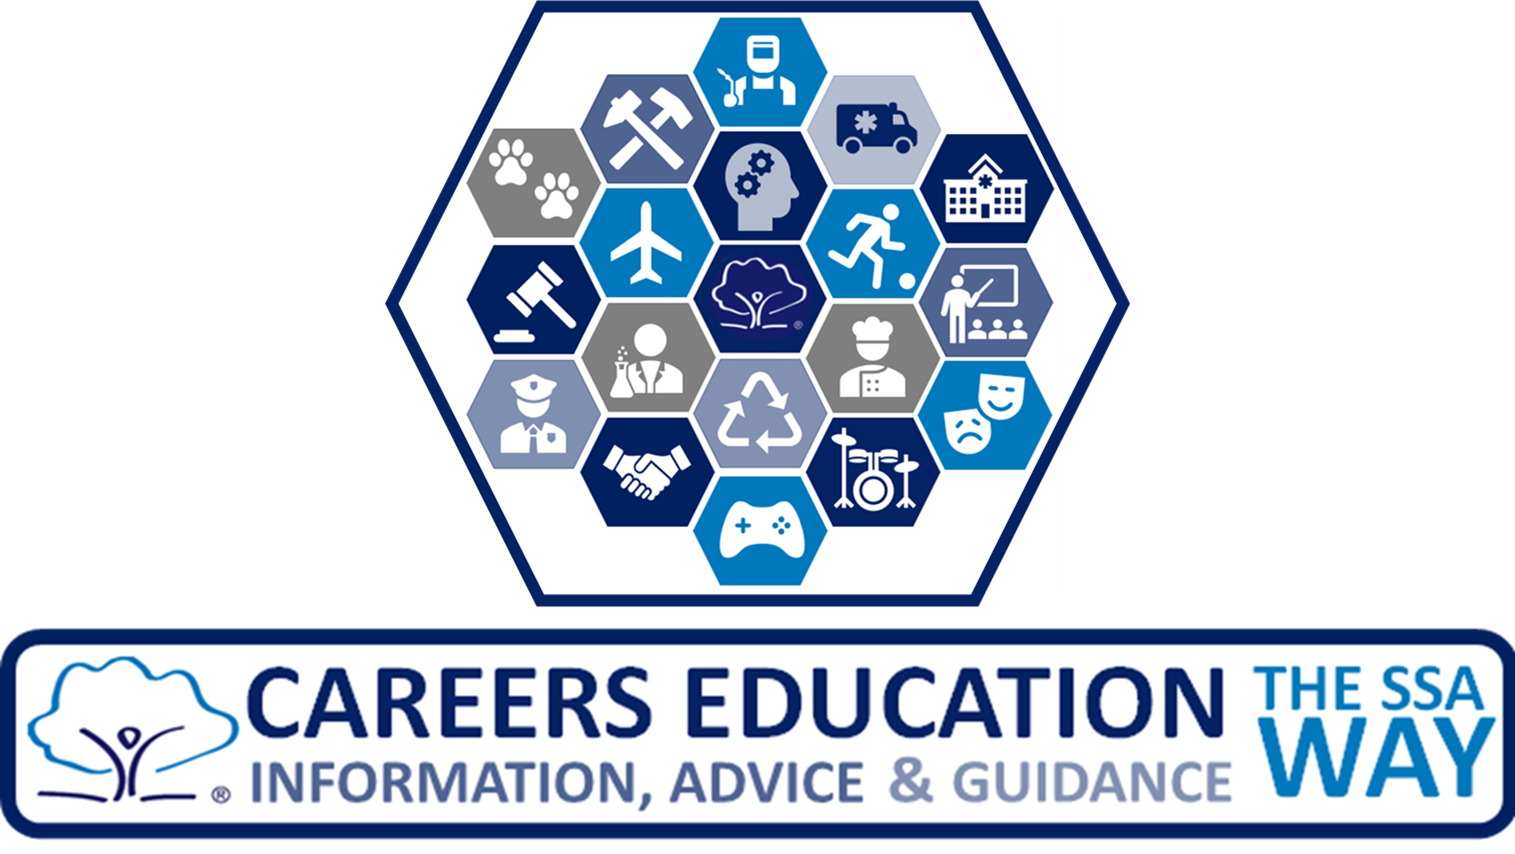 ®
CAREERS EDUCATION
INFORMATION, ADVICE & GUIDANCE
THE SSA
WAY
®